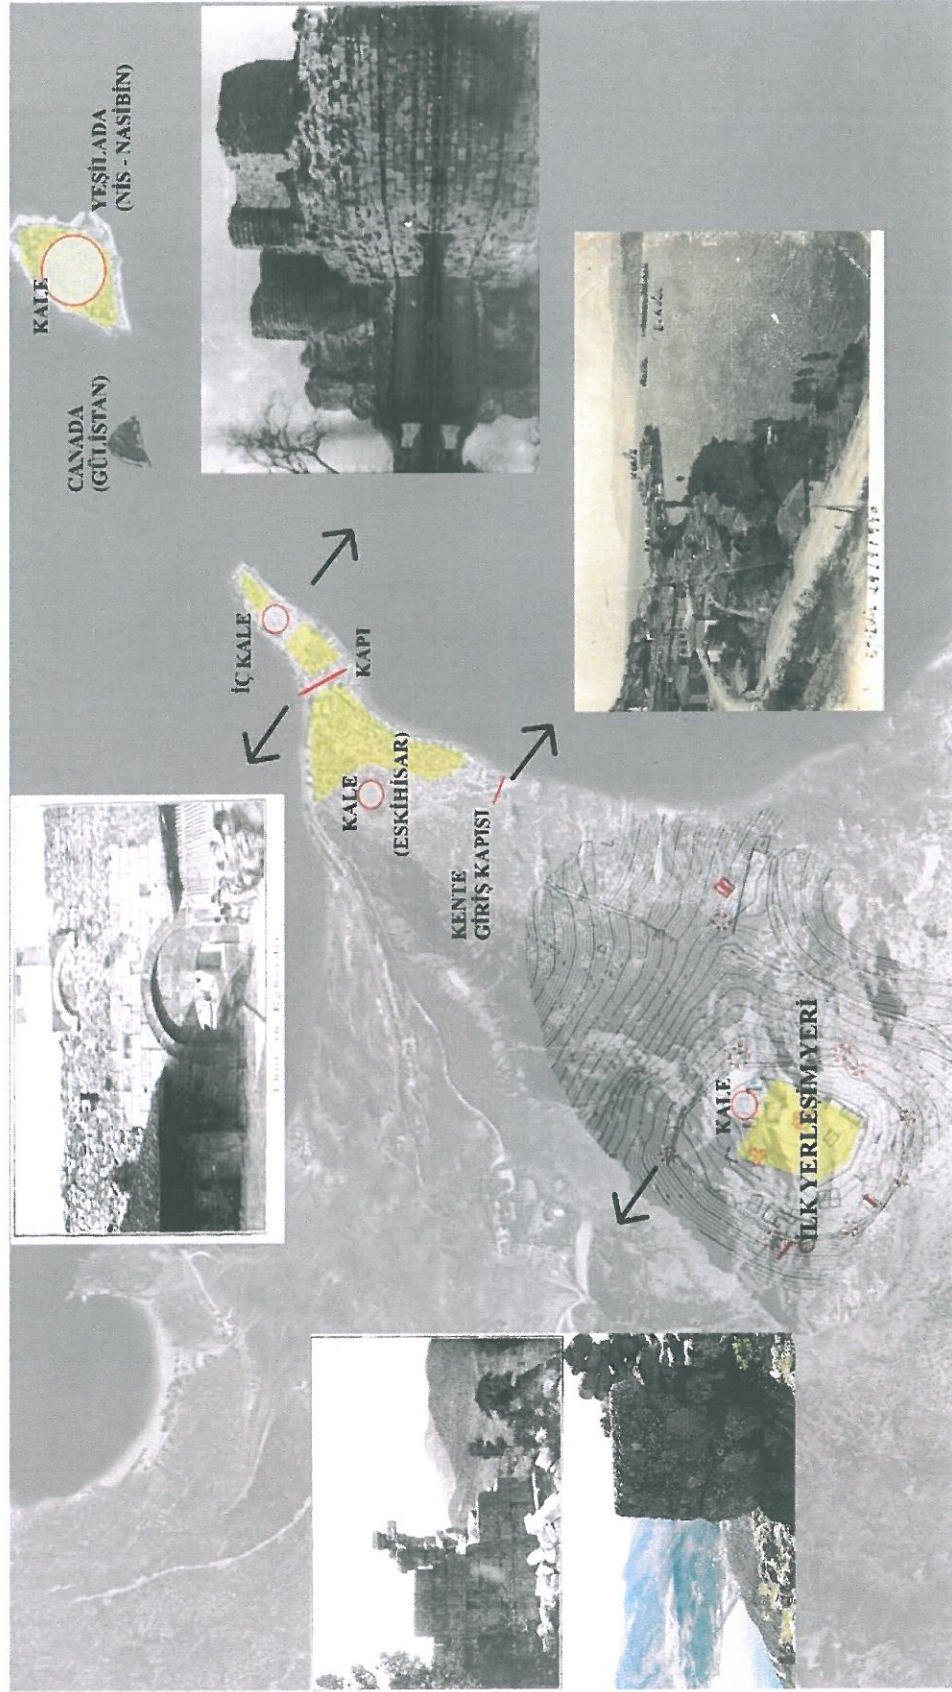 KALE
YEŞİLADA
(NİS - NASİBİN)
CANADA
(GÜLİSTAN)
İÇ KALE
KAPI
KALE
(ESKİHİSAR)
KENTE
GİRİŞ KAPISI
KALE
İLK YERLEŞİM YERİ